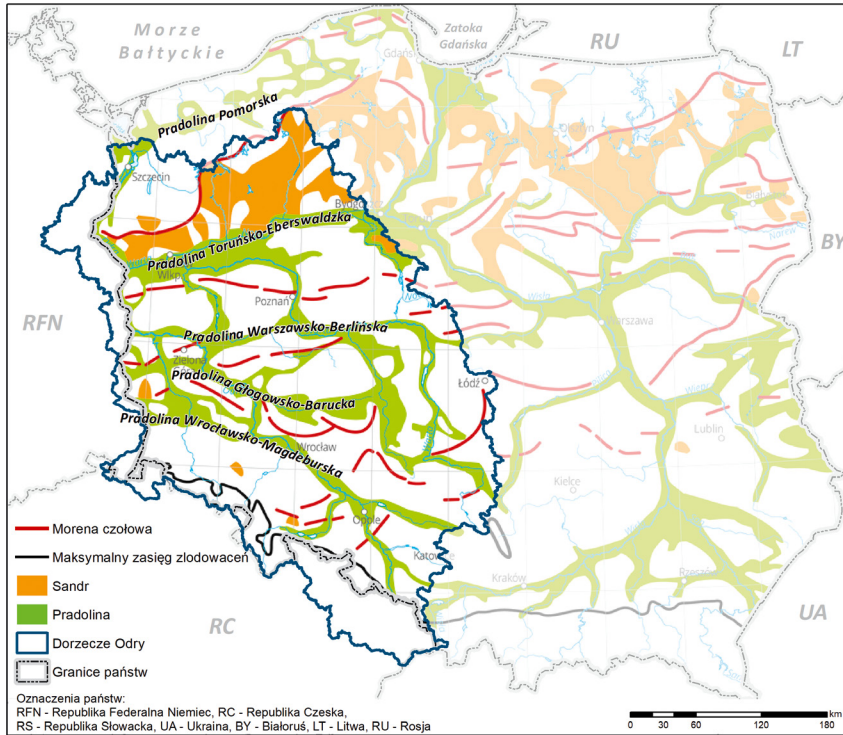 Morze
Bałtyckie
Zatoka
Gdańska
RU
LT
Gdańsk
Pradolina Pomorska
Szczecin
Bydgoszcz
Pradolina Toruńsko-Eberswaldzka
Wlkp.
BY
RFN
Poznań
Warszawa
Pradolina Warszawsko-Berlińska
Zielona
Góra
Łódź
Pradolina Głogowsko-Barucka
Pradolina Wrocławsko-Magdeburska
Lublin
Wrocław
Kielce
Opole
Katowice
Kraków
Rzeszów
RC
UA
Morena czołowa
Maksymalny zasięg zlodowaceń
Sandr
Pradolina
Dorzecze Odry
Granice państw
Oznaczenia państw:
RFN - Republika Federalna Niemiec, RC - Republika Czeska,
RS - Republika Słowacka, UA - Ukraina, BY - Białoruś, LT - Litwa, RU - Rosja
km
0 30 60 120 180